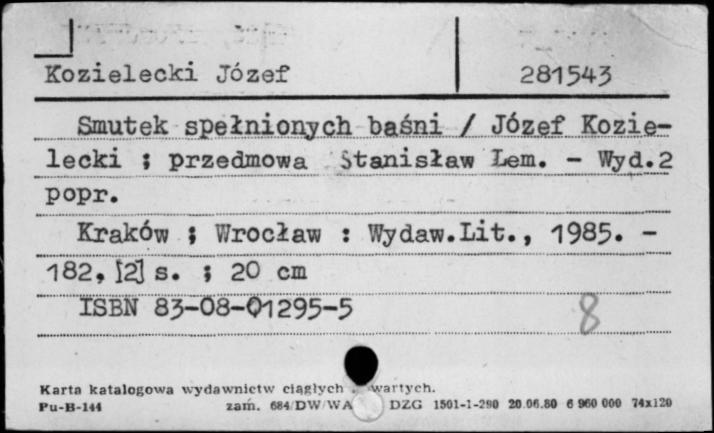 Kozielecki Józef 281543
Smutek spełnionych baśni / Józef Kozie-
lecki ; przedmowa Stanisław Lem. - Wyd.2
popr.
Kraków ; Wrocław : Wydaw.Lit., 1985. -
182, [2] s. ; 20 cm
ISBN 83-08-01295-5
8
Karta katalogowa wydawnictw ciągłych wartych.
Pu-B-144 zam. 684/DW/WA DZG 1501-1-290 20.06.80 6 960 000 74x120